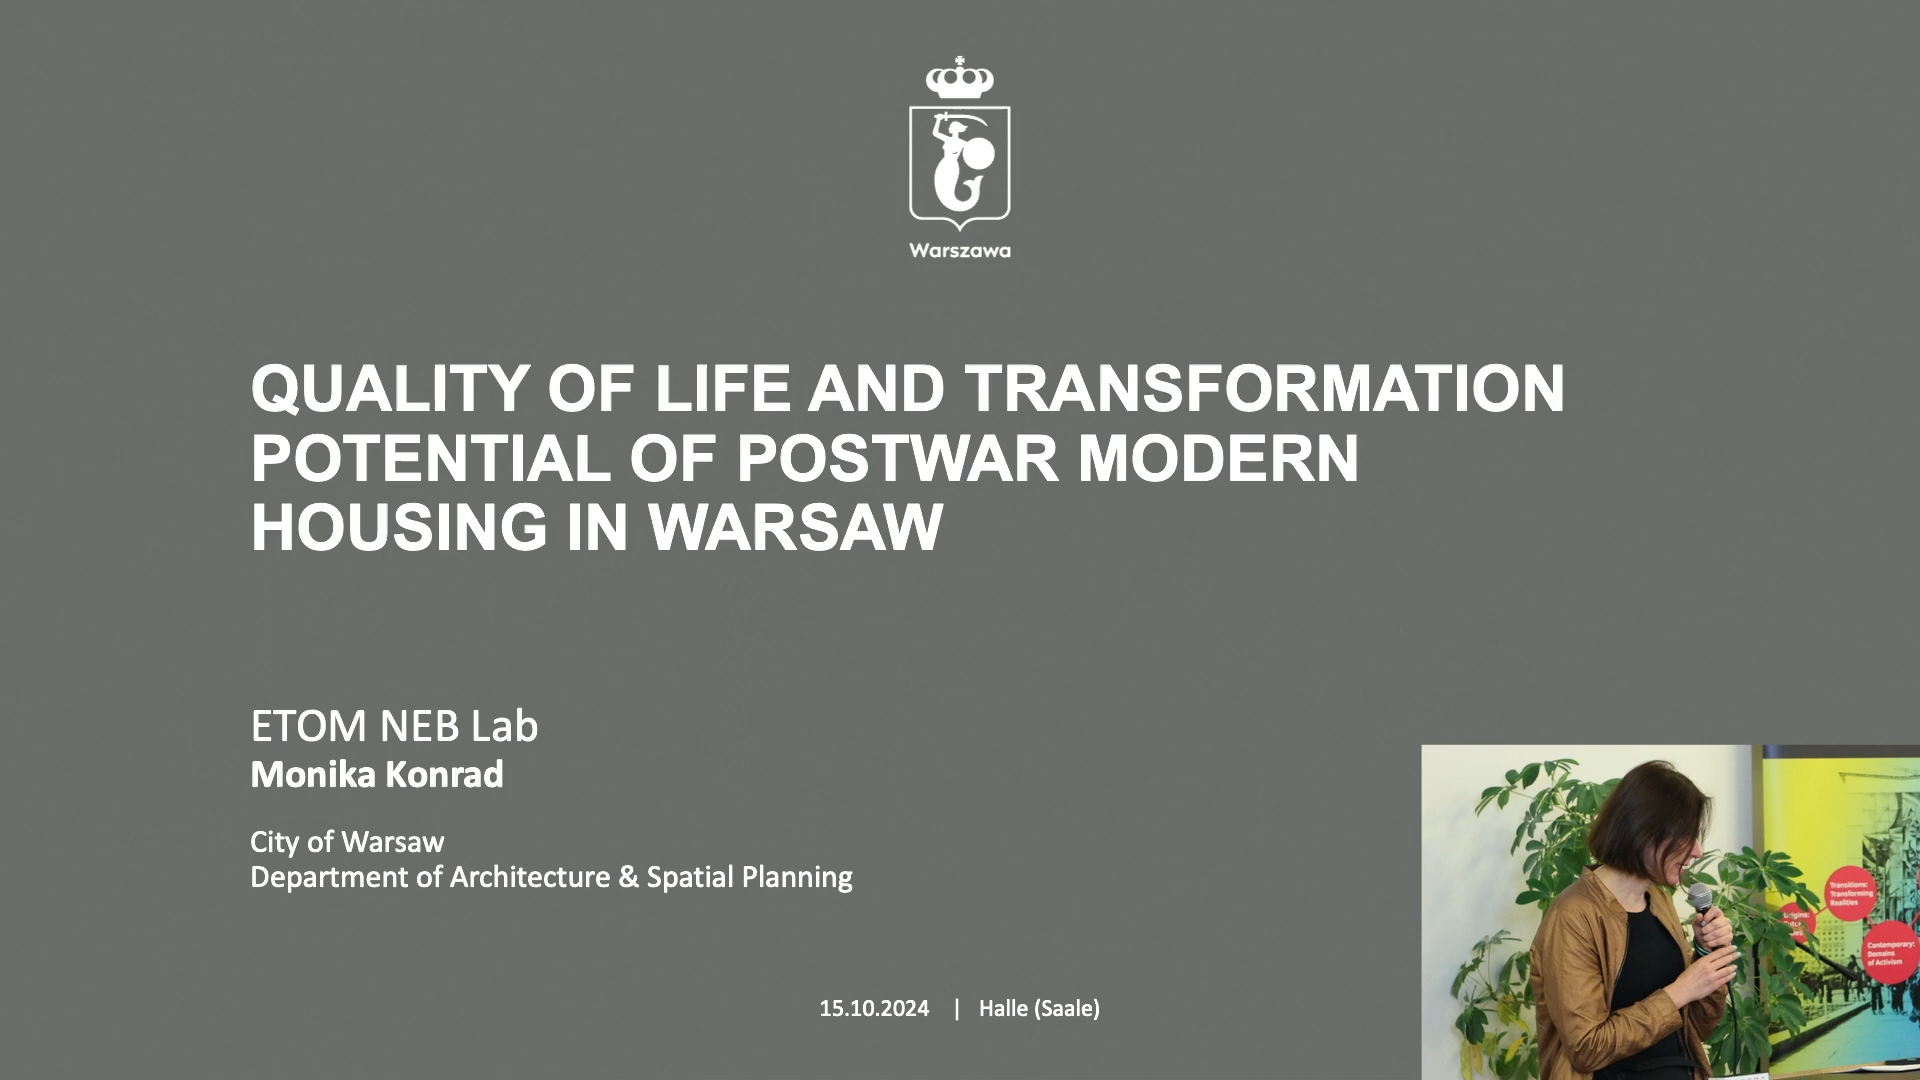 Warszawa
QUALITY OF LIFE AND TRANSFORMATION
POTENTIAL OF POSTWAR MODERN
HOUSING IN WARSAW
ETOM NEB Lab
Monika Konrad
City of Warsaw
Department of Architecture & Spatial Planning
15.10.2024 | Halle (Saale)
Transitions:
Transforming
Realities
Contemporary:
Domains
of Activism